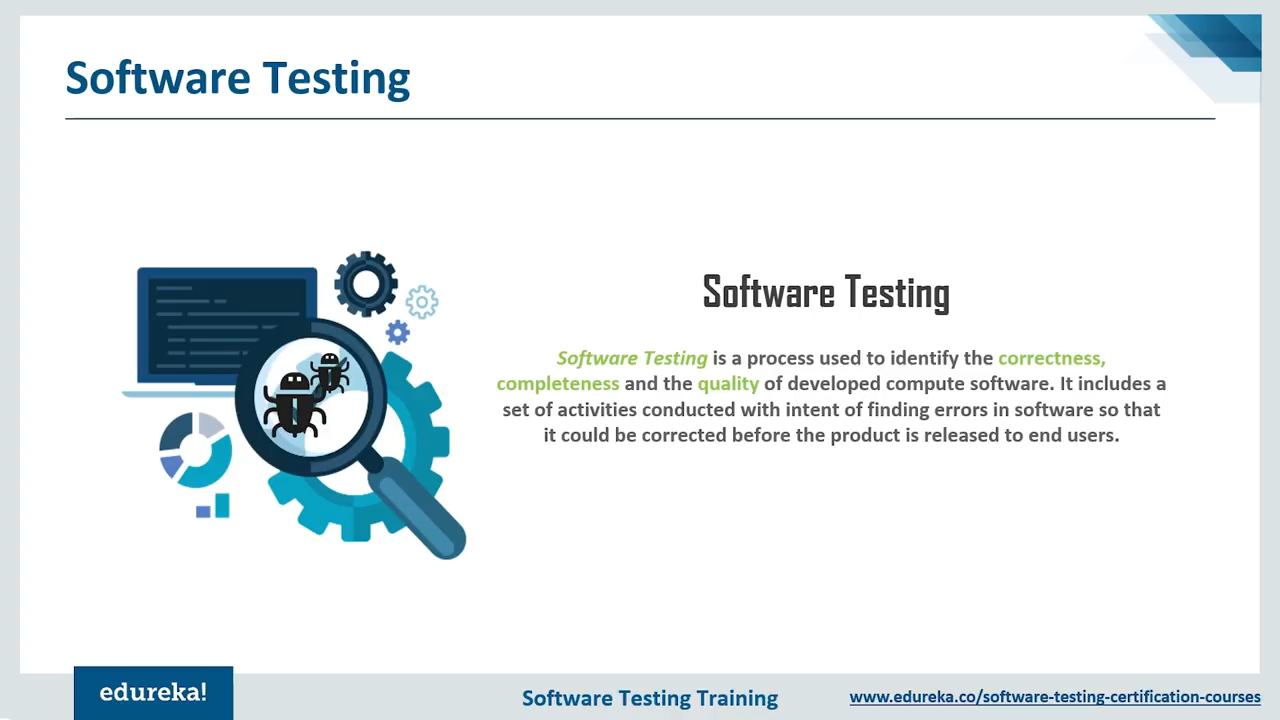 Software Testing
Software Testing
Software Testing is a process used to identify the correctness,
completeness and the quality of developed compute software. It includes a
set of activities conducted with intent of finding errors in software so that
it could be corrected before the product is released to end users.
edureka!
Software Testing Training
www.edureka.co/software-testing-certification-courses